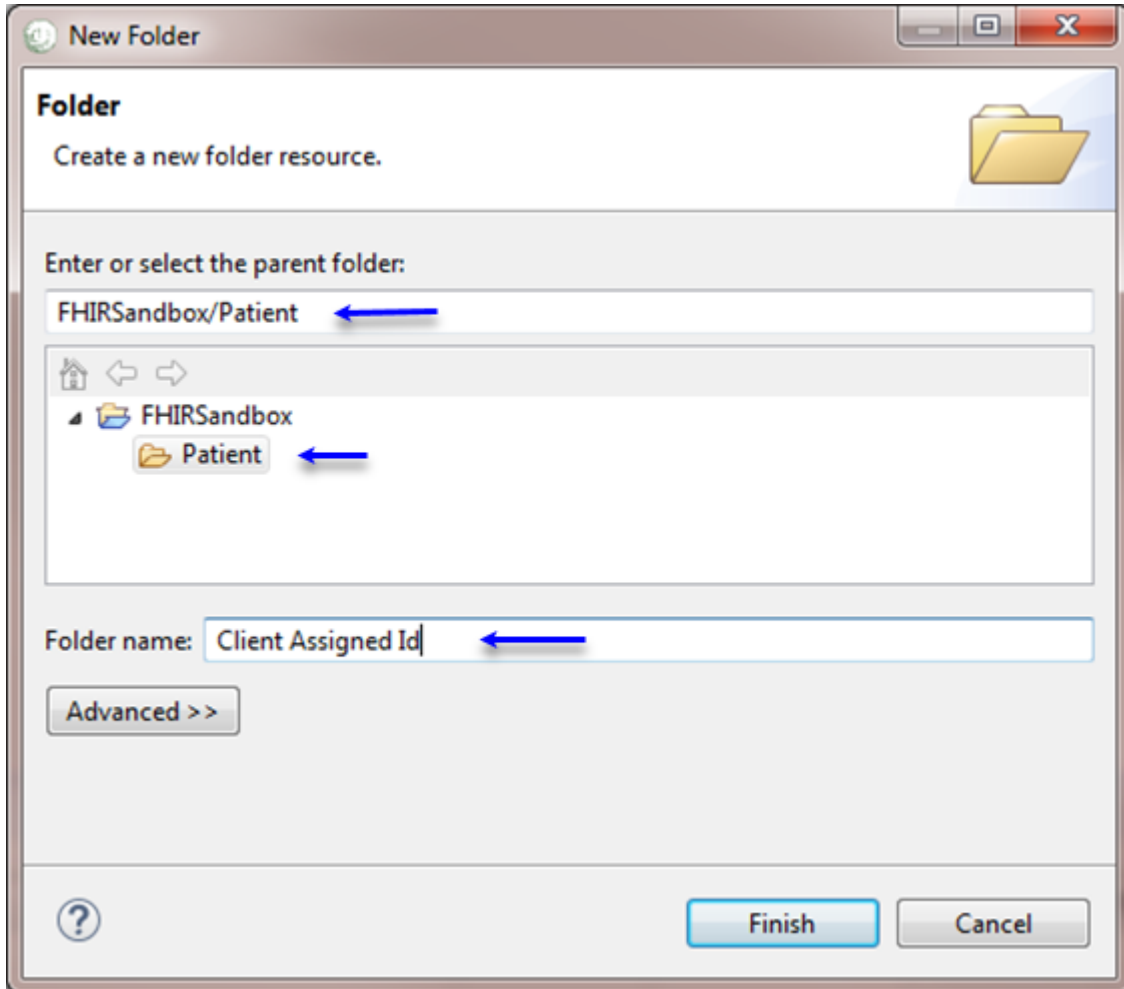 New Folder
Folder
Create a new folder resource.
Enter or select the parent folder:
FHIRSandbox/Patient
FHIRSandbox
Patient
Folder name: Client Assigned Id
Advanced >>
? Finish Cancel